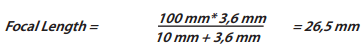 100 mm* 3,6 mm
Focal Length = = 26,5 mm
10 mm + 3,6 mm